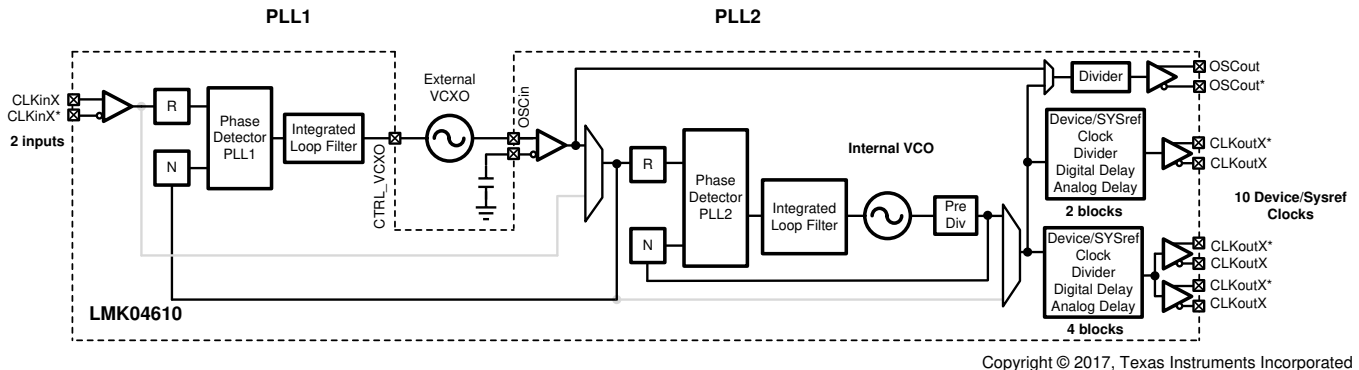 PLL1
PLL2
CLKinX
CLKinX*
2 inputs
R
N
Phase
Detector
PLL1
Integrated
Loop Filter
CTRL_VCXO
External
VCXO
OSCin
R
N
Phase
Detector
PLL2
Integrated
Loop Filter
Internal VCO
Pre
Div
Divider
OSCout
OSCout*
Device/SYSref
Clock
Divider
Digital Delay
Analog Delay
2 blocks
CLKoutX*
CLKoutX
10 Device/Sysref
Clocks
Device/SYSref
Clock
Divider
Digital Delay
Analog Delay
4 blocks
CLKoutX*
CLKoutX
CLKoutX*
CLKoutX
LMK04610
Copyright © 2017, Texas Instruments Incorporated